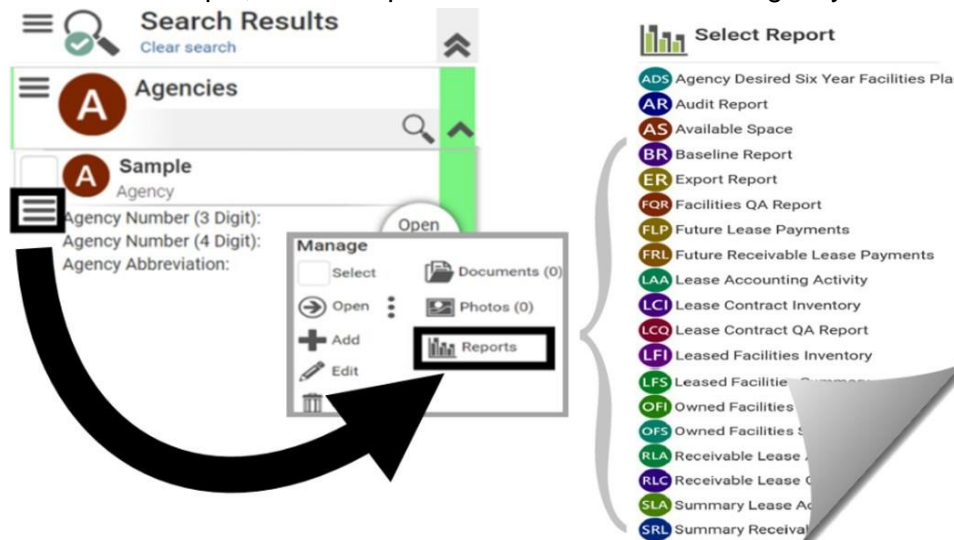 Search Results
Clear search
A
Agencies
A
Sample
Agency
Agency Number (3 Digit):
Agency Number (4 Digit):
Agency Abbreviation:
Open
Manage
Select
Documents (0)
Open
Photos (0)
Add
Reports
Edit
Select Report
ADS Agency Desired Six Year Facilities Pla
AR Audit Report
AS Available Space
BR Baseline Report
ER Export Report
FQR Facilities QA Report
FLP Future Lease Payments
FRL Future Receivable Lease Payments
LAA Lease Accounting Activity
LCI Lease Contract Inventory
LCQ Lease Contract QA Report
LFI Leased Facilities Inventory
LFS Leased Facilities Summary
OFI Owned Facilities
OFS Owned Facilities S
RLA Receivable Lease
RLC Receivable Lease
SLA Summary Lease Ac
SRL Summary Receival